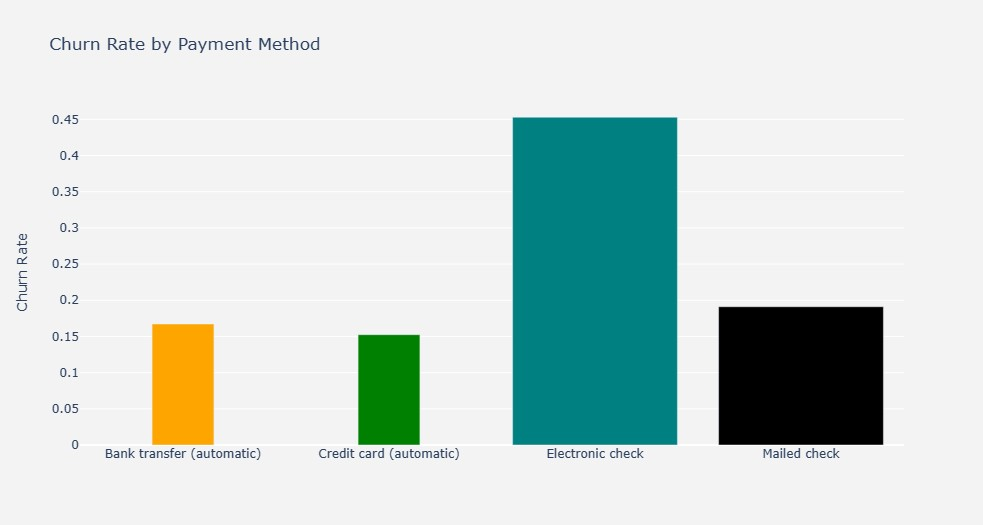 Churn Rate by Payment Method
Churn Rate
0.45
0.4
0.35
0.3
0.25
0.2
0.15
0.1
0.05
0
Bank transfer (automatic)
Credit card (automatic)
Electronic check
Mailed check